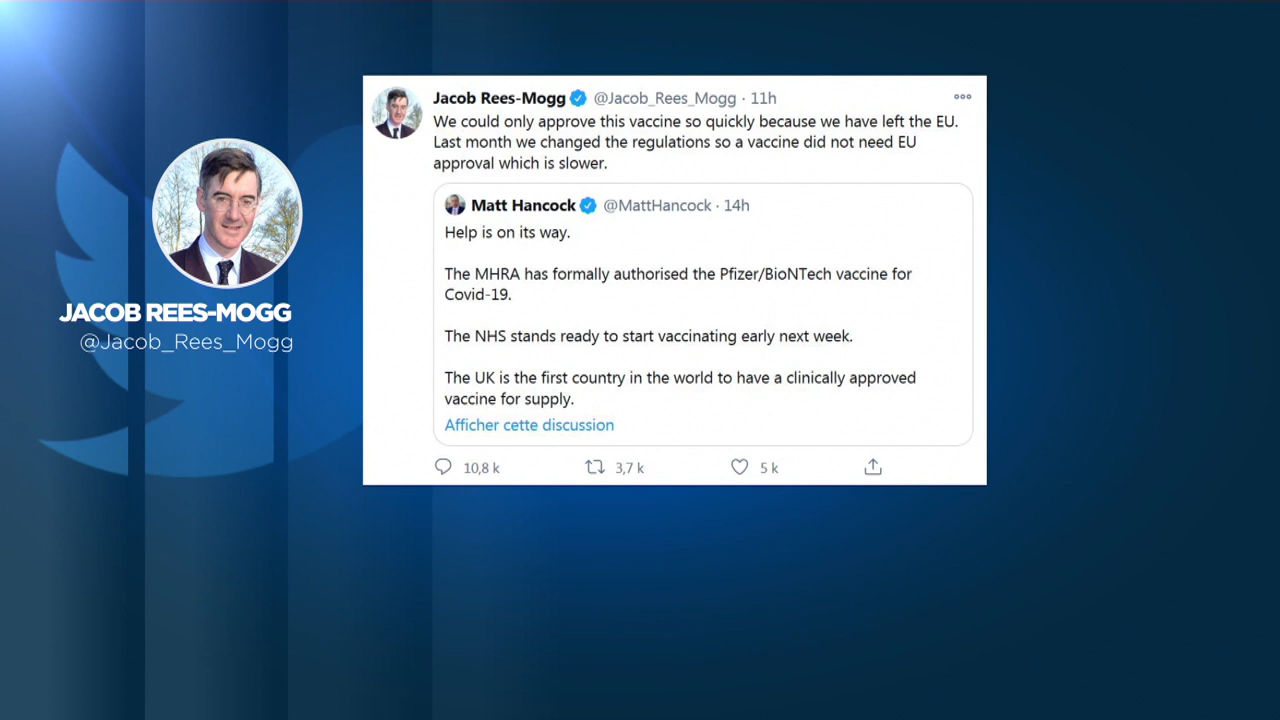 JACOB REES-MOGG
@Jacob_Rees_Mogg
Jacob Rees-Mogg @Jacob_Rees_Mogg · 11h
We could only approve this vaccine so quickly because we have left the EU.
Last month we changed the regulations so a vaccine did not need EU
approval which is slower.
Matt Hancock @MattHancock · 14h
Help is on its way.
The MHRA has formally authorised the Pfizer/BioNTech vaccine for
Covid-19.
The NHS stands ready to start vaccinating early next week.
The UK is the first country in the world to have a clinically approved
vaccine for supply.
Afficher cette discussion
10,8 k 3,7 k 5 k